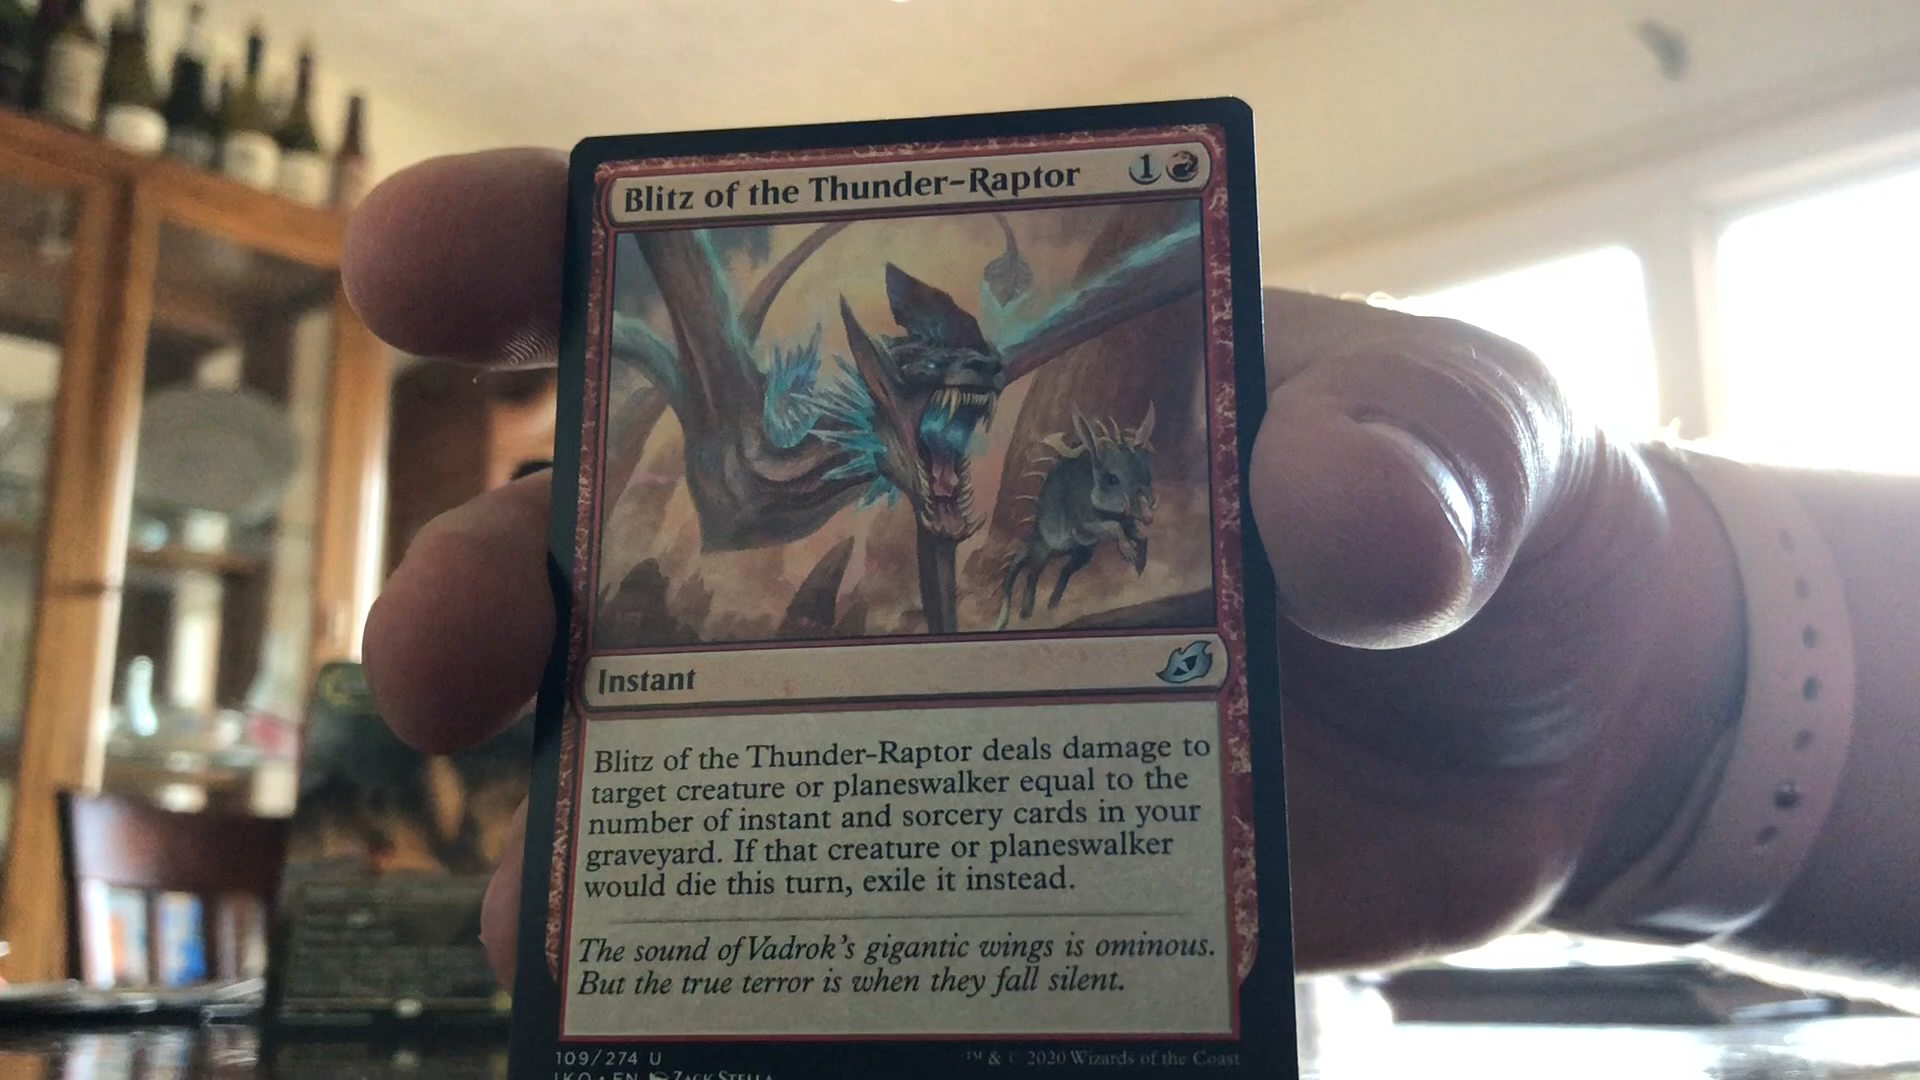 Blitz of the Thunder-Raptor 1
Instant
Blitz of the Thunder-Raptor deals damage to
target creature or planeswalker equal to the
number of instant and sorcery cards in your
graveyard. If that creature or planeswalker
would die this turn, exile it instead.
The sound of Vadrok's gigantic wings is ominous.
But the true terror is when they fall silent.
109/274 U
™ & © 2020 Wizards of the Coast
IKO • EN ZACK STELLA